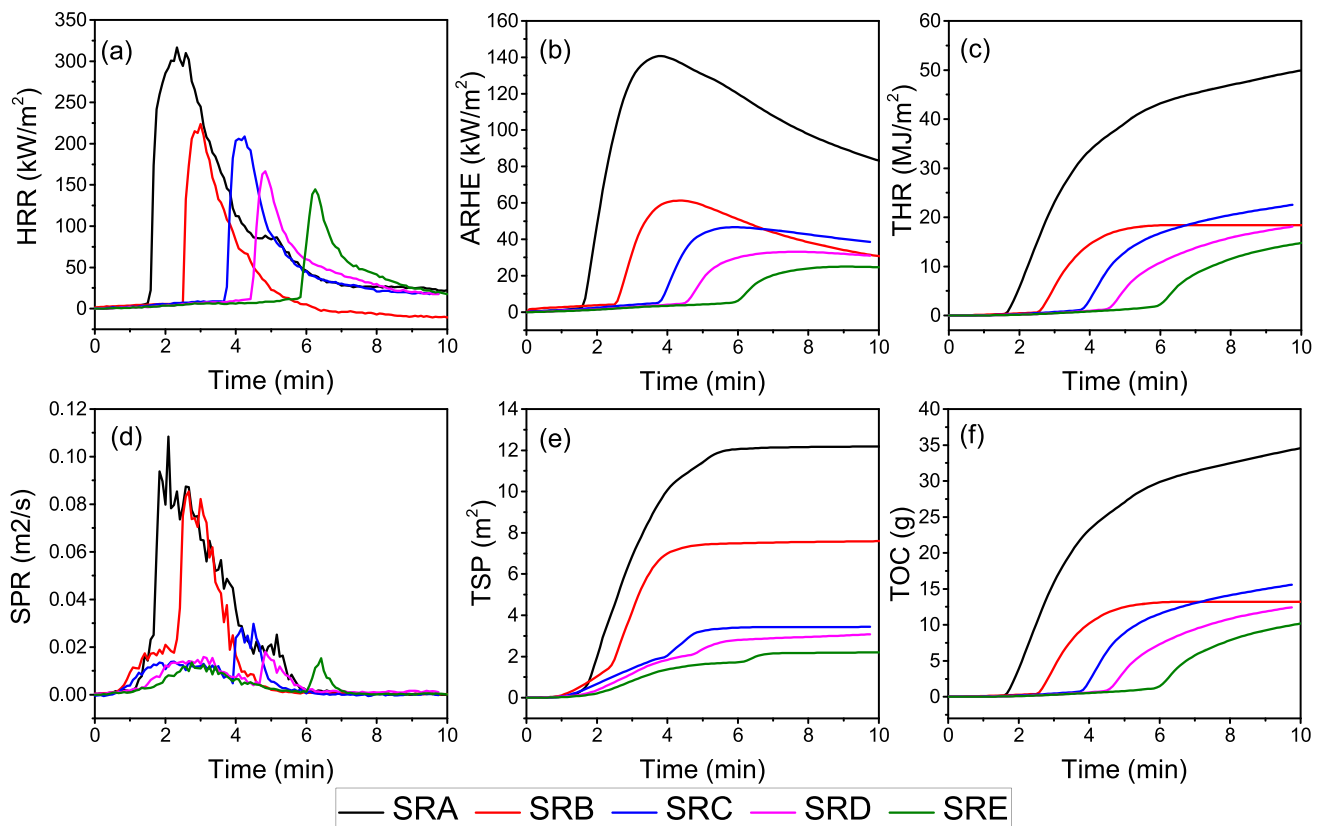 (a)
HRR (kW/m²)
350
300
250
200
150
100
50
0
0 2 4 6 8 10
Time (min)
(b)
ARHE (kW/m²)
160
140
120
100
80
60
40
20
0
0 2 4 6 8 10
Time (min)
(c)
THR (MJ/m²)
60
50
40
30
20
10
0
0 2 4 6 8 10
Time (min)
(d)
SPR (m2/s)
0.12
0.10
0.08
0.06
0.04
0.02
0.00
0 2 4 6 8 10
Time (min)
(e)
TSP (m²)
14
12
10
8
6
4
2
0
0 2 4 6 8 10
Time (min)
(f)
TOC (g)
40
35
30
25
20
15
10
5
0
0 2 4 6 8 10
Time (min)
SRA SRB SRC SRD SRE